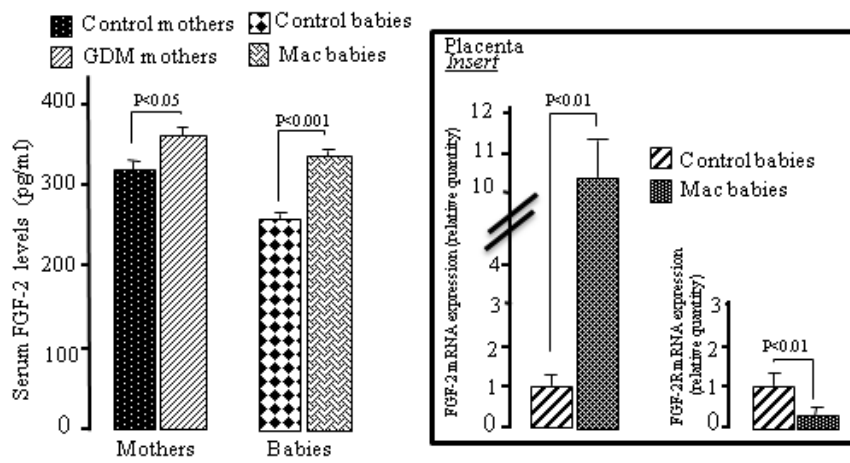 Control mothers
Control babies
GDM mothers
Mac babies
Serum FGF-2 levels (pg/ml)
400
300
200
100
0
P<0.05
P<0.001
Mothers
Babies
Placenta
Insert
FGF-2 mRNA expression (relative quantity)
12
11
10
4
3
2
1
0
P<0.01
Control babies
Mac babies
FGF-2R mRNA expression
(relative quantity)
3
2
1
0
P<0.01